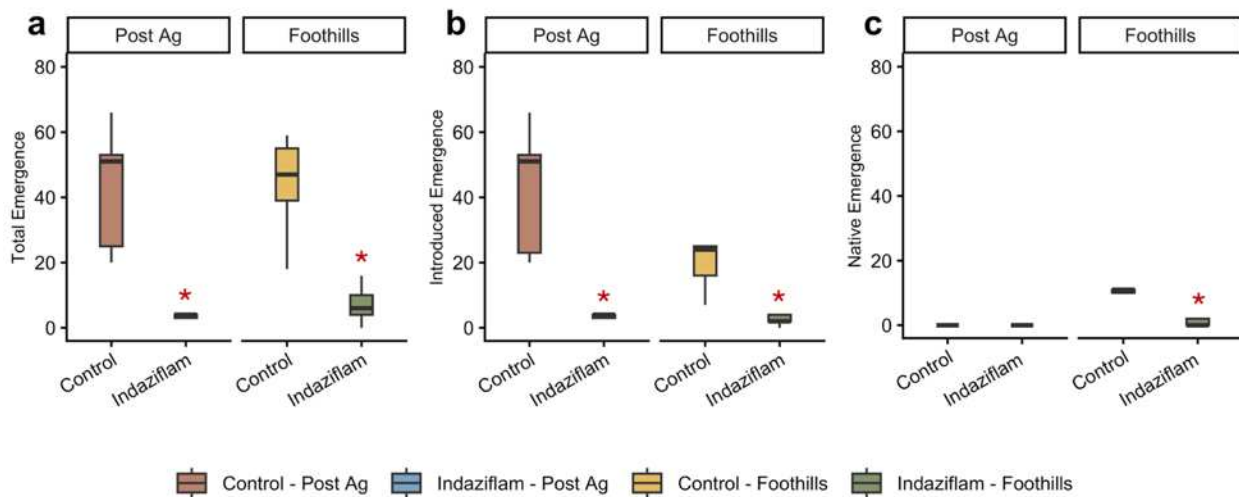 a
Post Ag
Foothills
Total Emergence
80
60
40
20
0
*
*
Control
Indaziflam
Control
Indaziflam
b
Post Ag
Foothills
Introduced Emergence
80
60
40
20
0
*
*
Control
Indaziflam
Control
Indaziflam
c
Post Ag
Foothills
Native Emergence
80
60
40
20
0
*
Control
Indaziflam
Control
Indaziflam
Control - Post Ag
Indaziflam - Post Ag
Control - Foothills
Indaziflam - Foothills